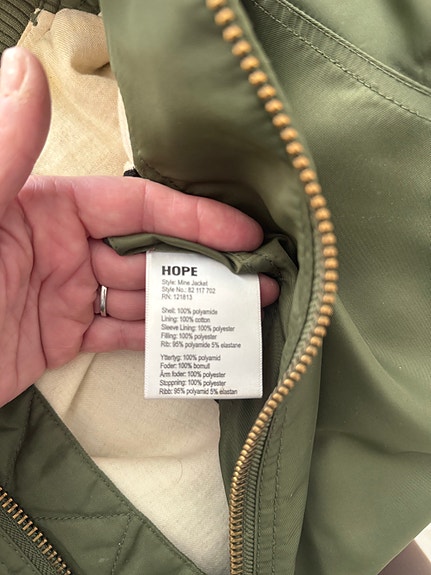 HOPE
Style: Mine Jacket
Style No.: 82 117 702
RN. 121813
Shell: 100% polyamide
Lining: 100% cotton
Sleeve Lining: 100% polyester
Filling: 100% polyester
Rib: 95% polyamide 5% elastane
Yttertyg: 100% polyamid
Foder: 100% bomull
Ärm foder: 100% polyester
Stoppning: 100% polyester
Ribb: 95% polyamid 5% elastan